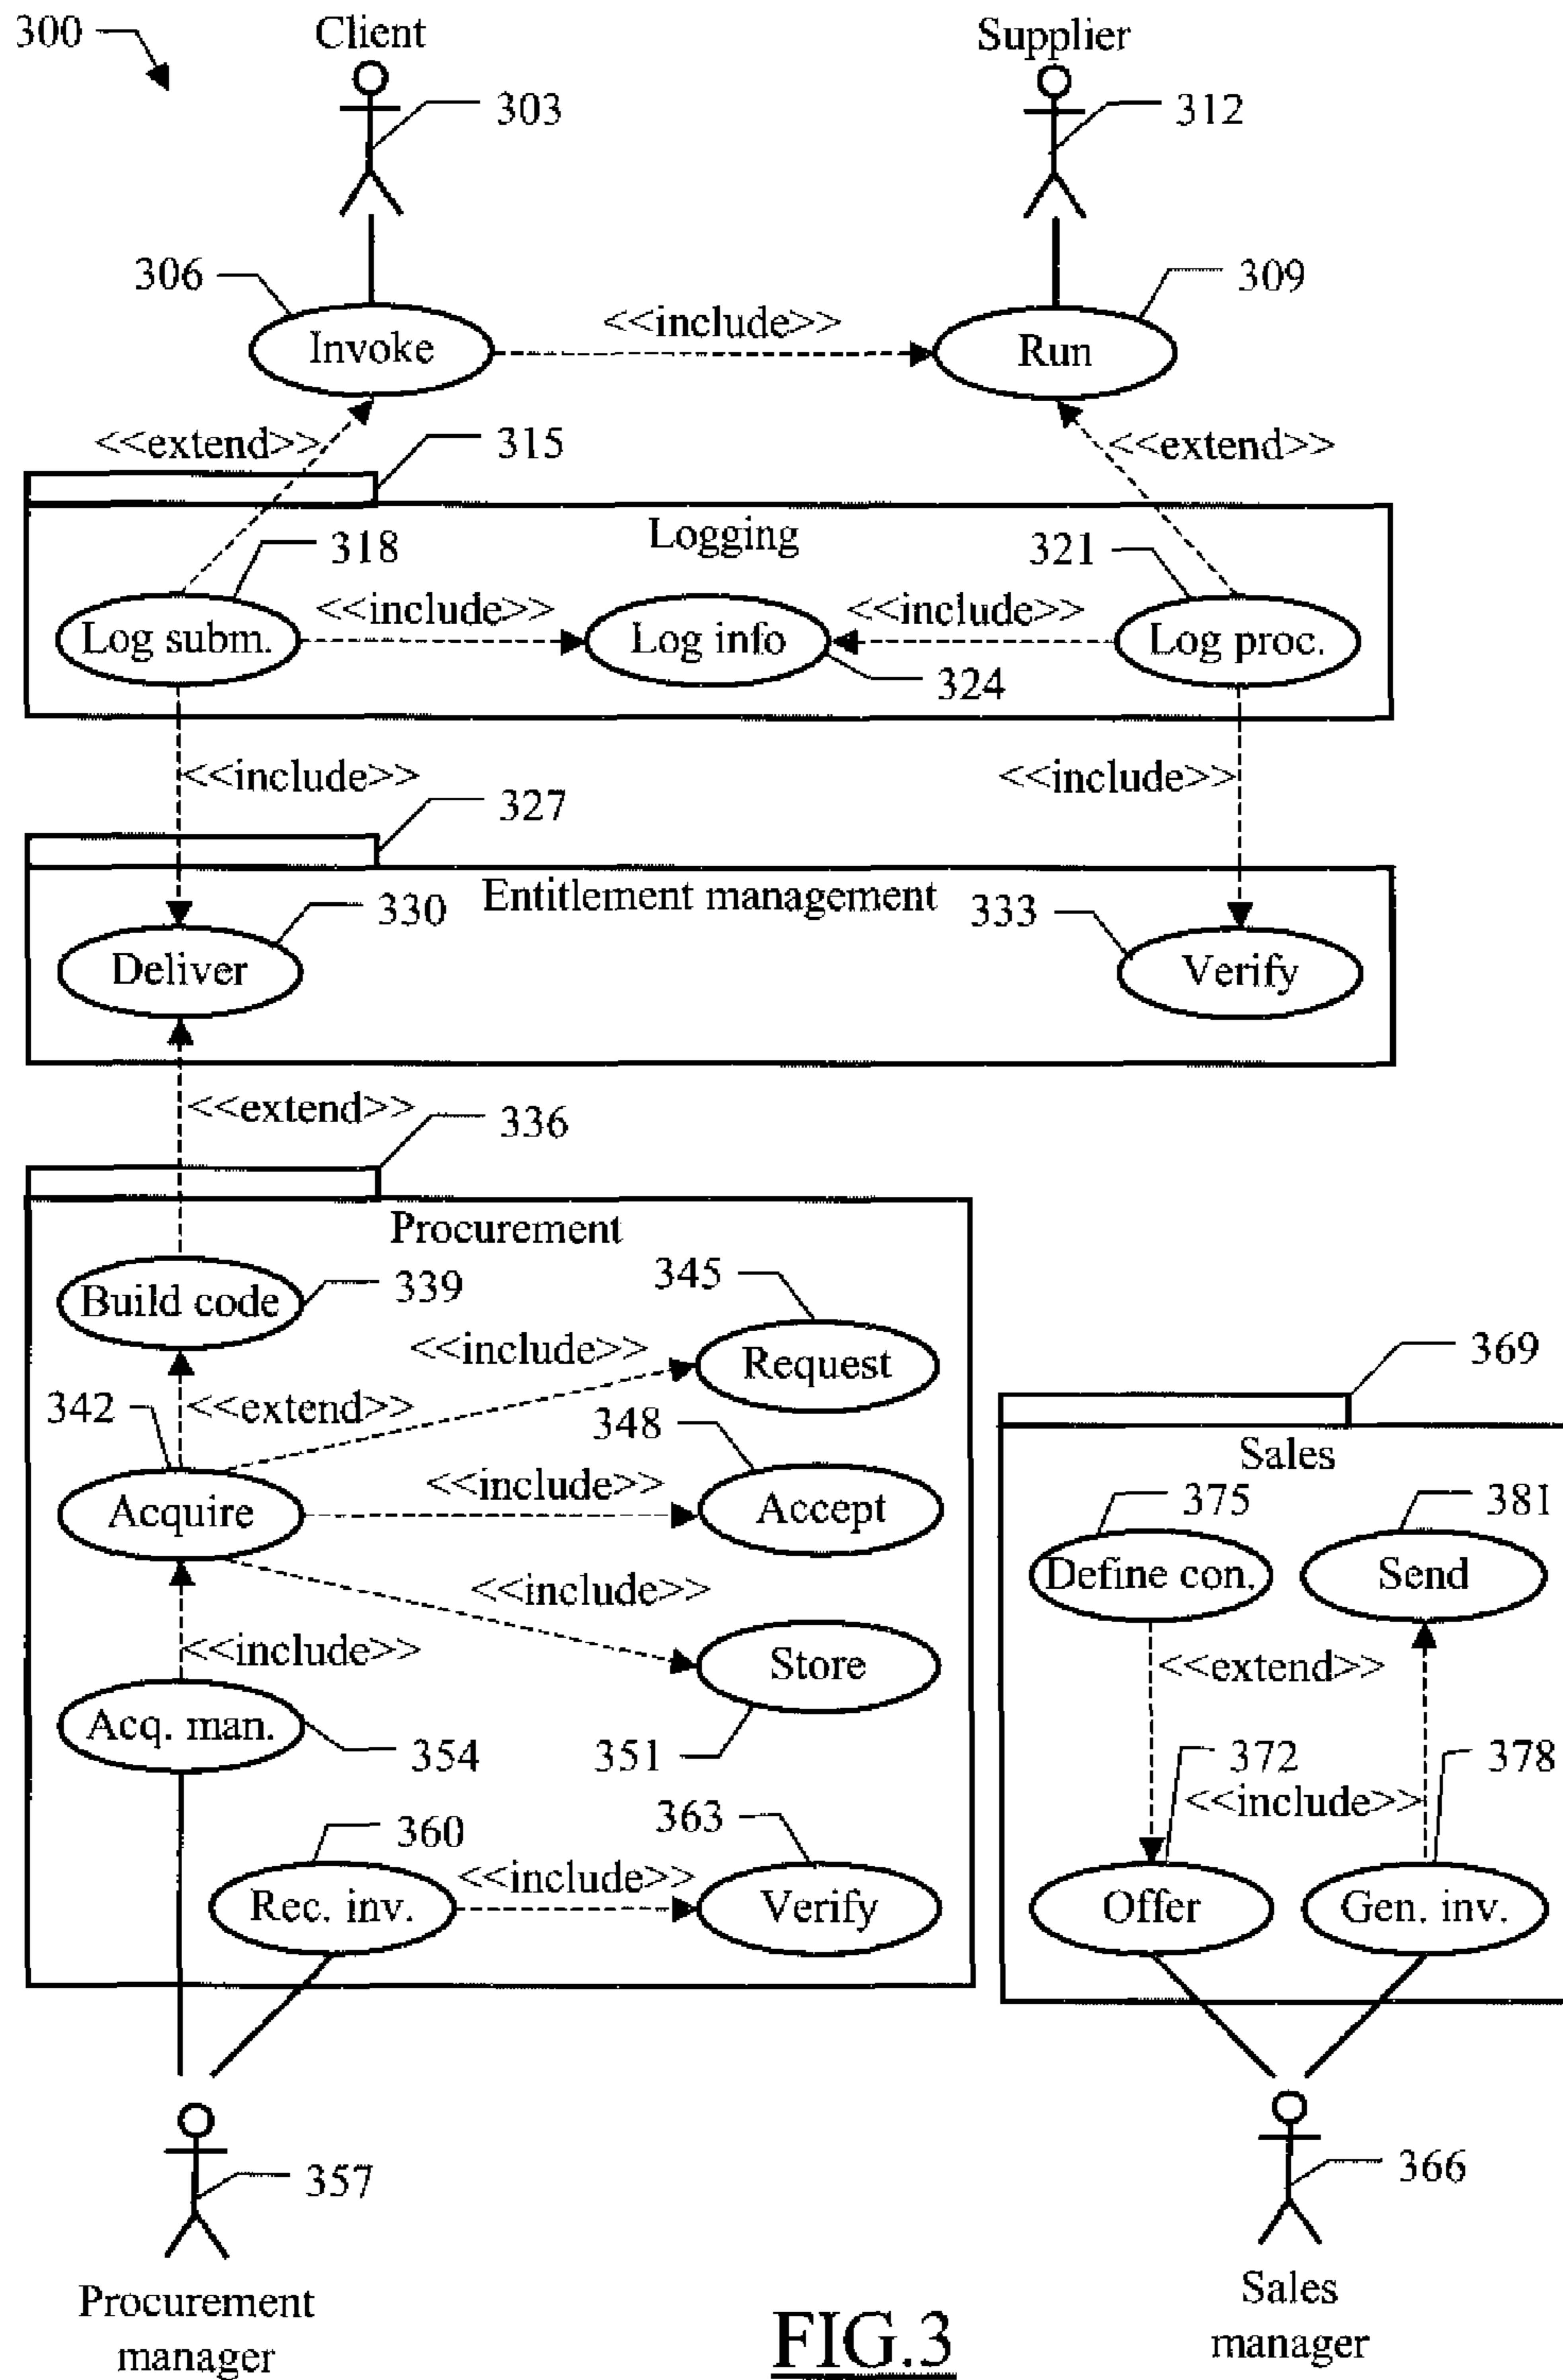 300
Client
Supplier
303
312
306
309
<<include>>
Invoke
Run
<<extend>>
315
<<extend>>
Logging
318
321
<<include>>
<<include>>
Log subm.
Log info
Log proc.
324
<<include>>
<<include>>
327
Entitlement management
330
333
Deliver
Verify
<<extend>>
336
Procurement
345
Build code
339
<<include>>
Request
369
342
<<extend>>
348
Sales
<<include>>
375
381
Acquire
Accept
Define con.
Send
<<include>>
<<include>>
Store
<<extend>>
Acq. man.
354
351
372
378
<<include>>
360
363
<<include>>
Rec. inv.
Verify
Offer
Gen. inv.
357
366
Procurement
manager
Sales
manager
FIG.3